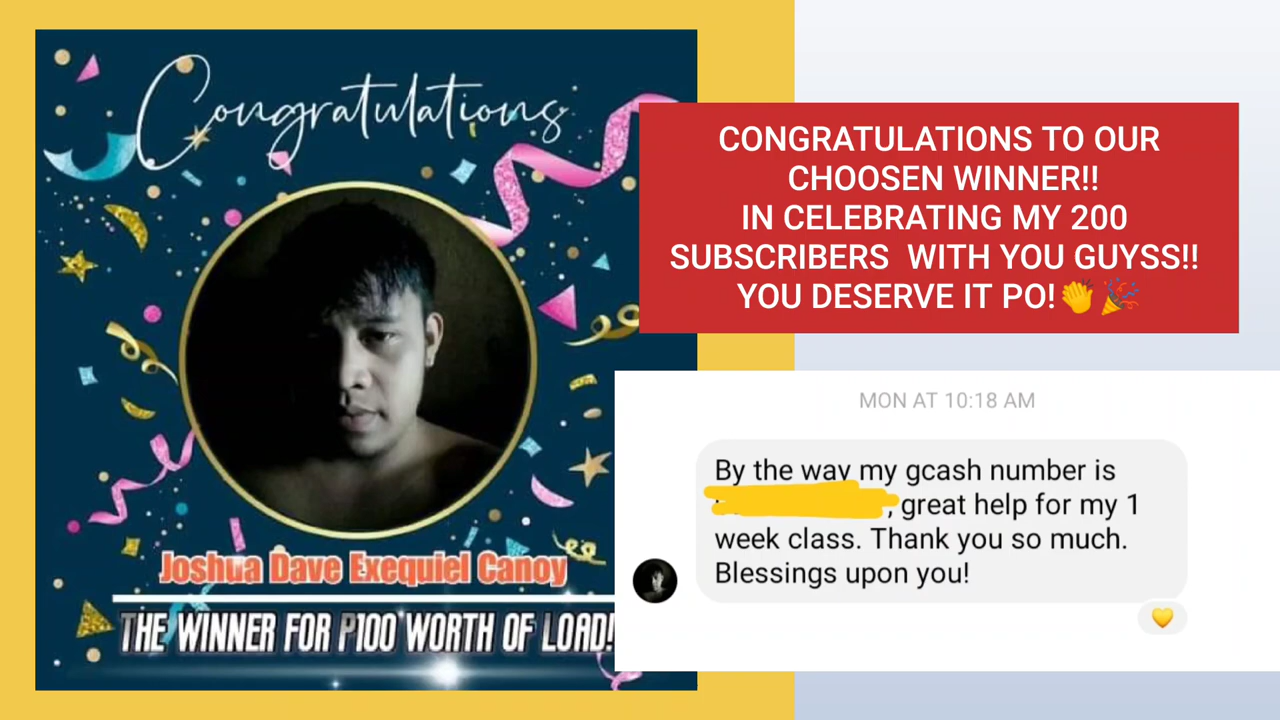 Congratulations
Joshua Dave Exequiel Canoy
THE WINNER FOR P100 WORTH OF LOAD!
CONGRATULATIONS TO OUR
CHOOSEN WINNER!!
IN CELEBRATING MY 200
SUBSCRIBERS WITH YOU GUYSS!!
YOU DESERVE IT PO!👏🎉
MON AT 10:18 AM
By the way my gcash number is
, great help for my 1
week class. Thank you so much.
Blessings upon you!